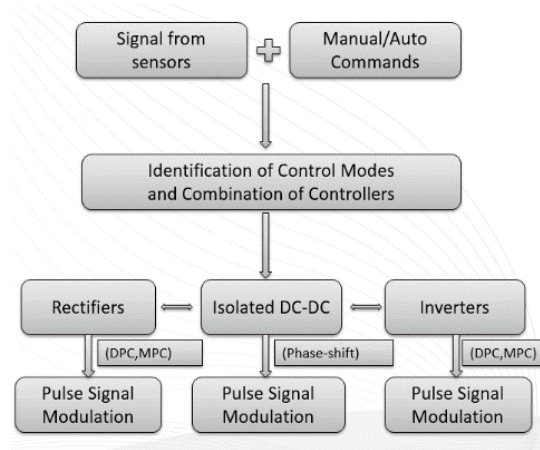 Signal from
sensors
Manual/Auto
Commands
Identification of Control Modes
and Combination of Controllers
Rectifiers
Isolated DC-DC
Inverters
(DPC,MPC)
(Phase-shift)
(DPC,MPC)
Pulse Signal
Modulation
Pulse Signal
Modulation
Pulse Signal
Modulation